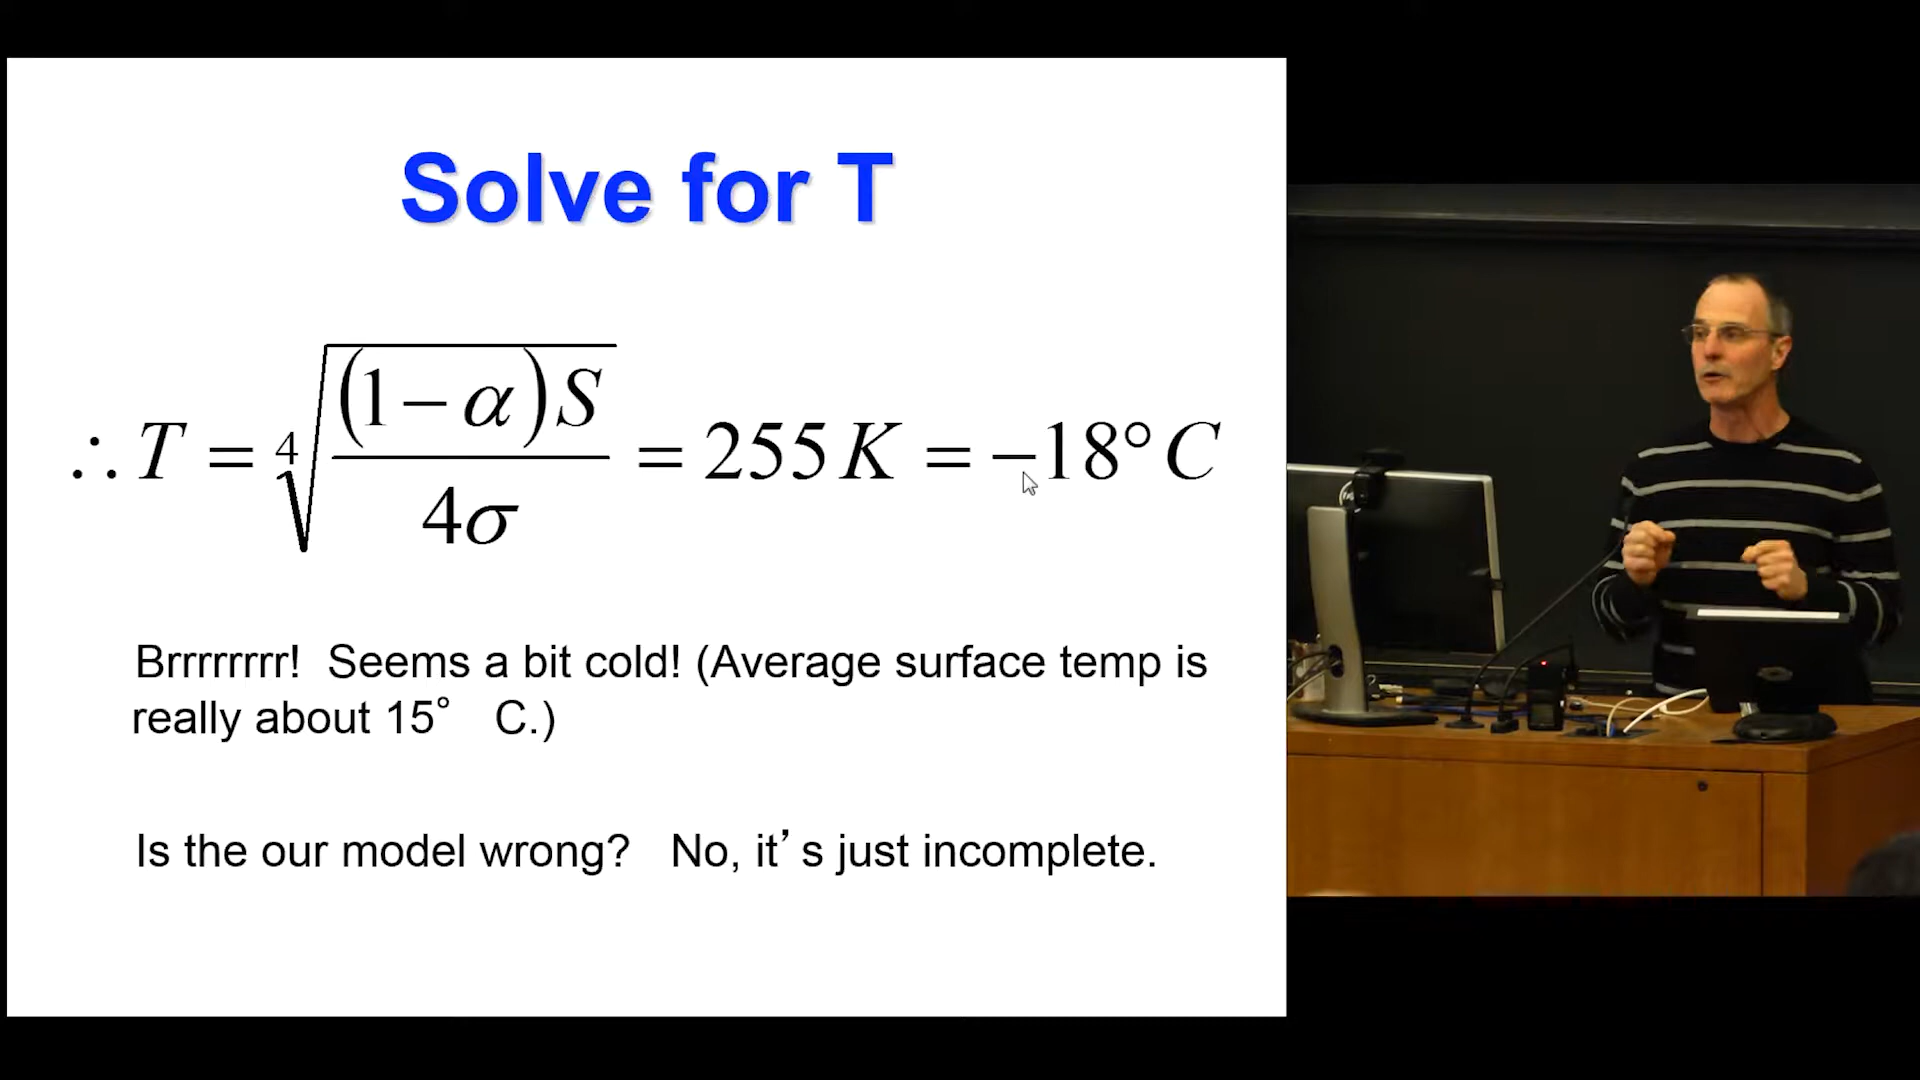 Solve for T
∴ T = ⁴√((1 − α)S / 4σ) = 255 K = −18° C
Brrrrrrrr!  Seems a bit cold! (Average surface temp is
really about 15°  C.)
Is the our model wrong?  No, it's just incomplete.